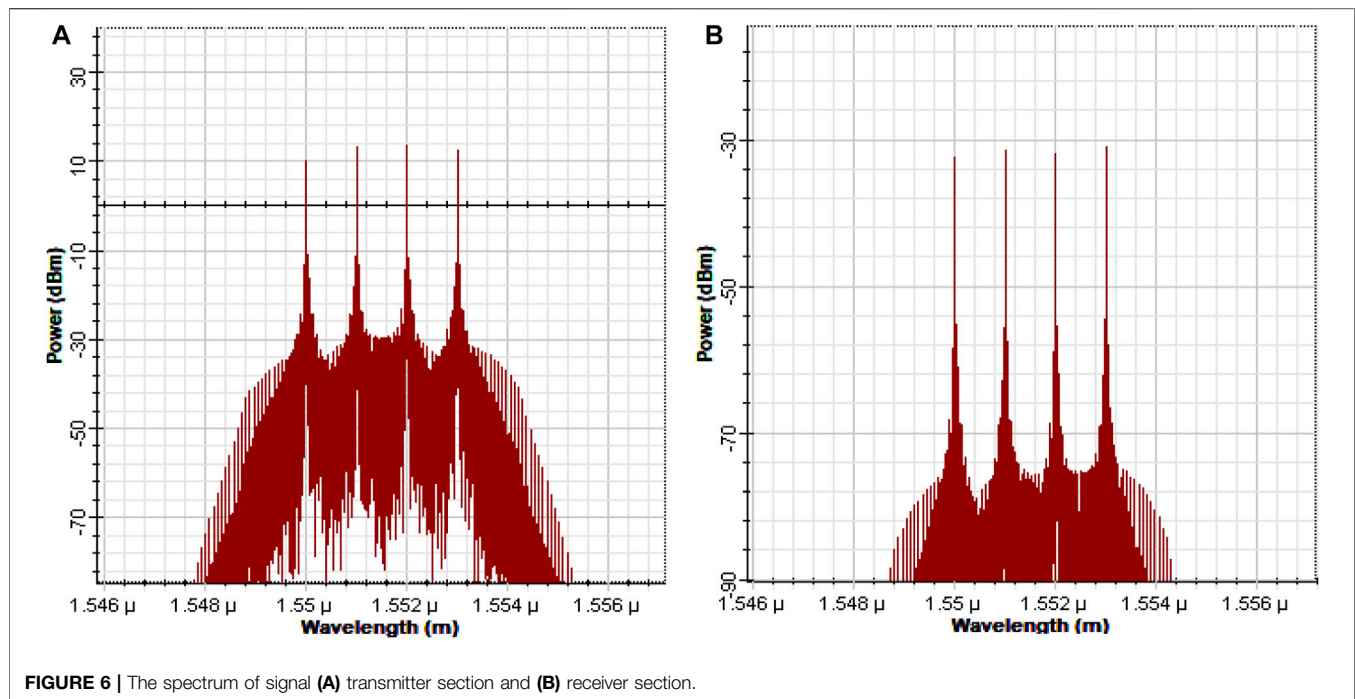 A
30
10
-10
-30
-50
-70
Power (dBm)
1.546 µ 1.548 µ 1.55 µ 1.552 µ 1.554 µ 1.556 µ
Wavelength (m)
B
-30
-50
-70
-90
Power (dBm)
1.546 µ 1.548 µ 1.55 µ 1.552 µ 1.554 µ 1.556 µ
Wavelength (m)
FIGURE 6 | The spectrum of signal (A) transmitter section and (B) receiver section.